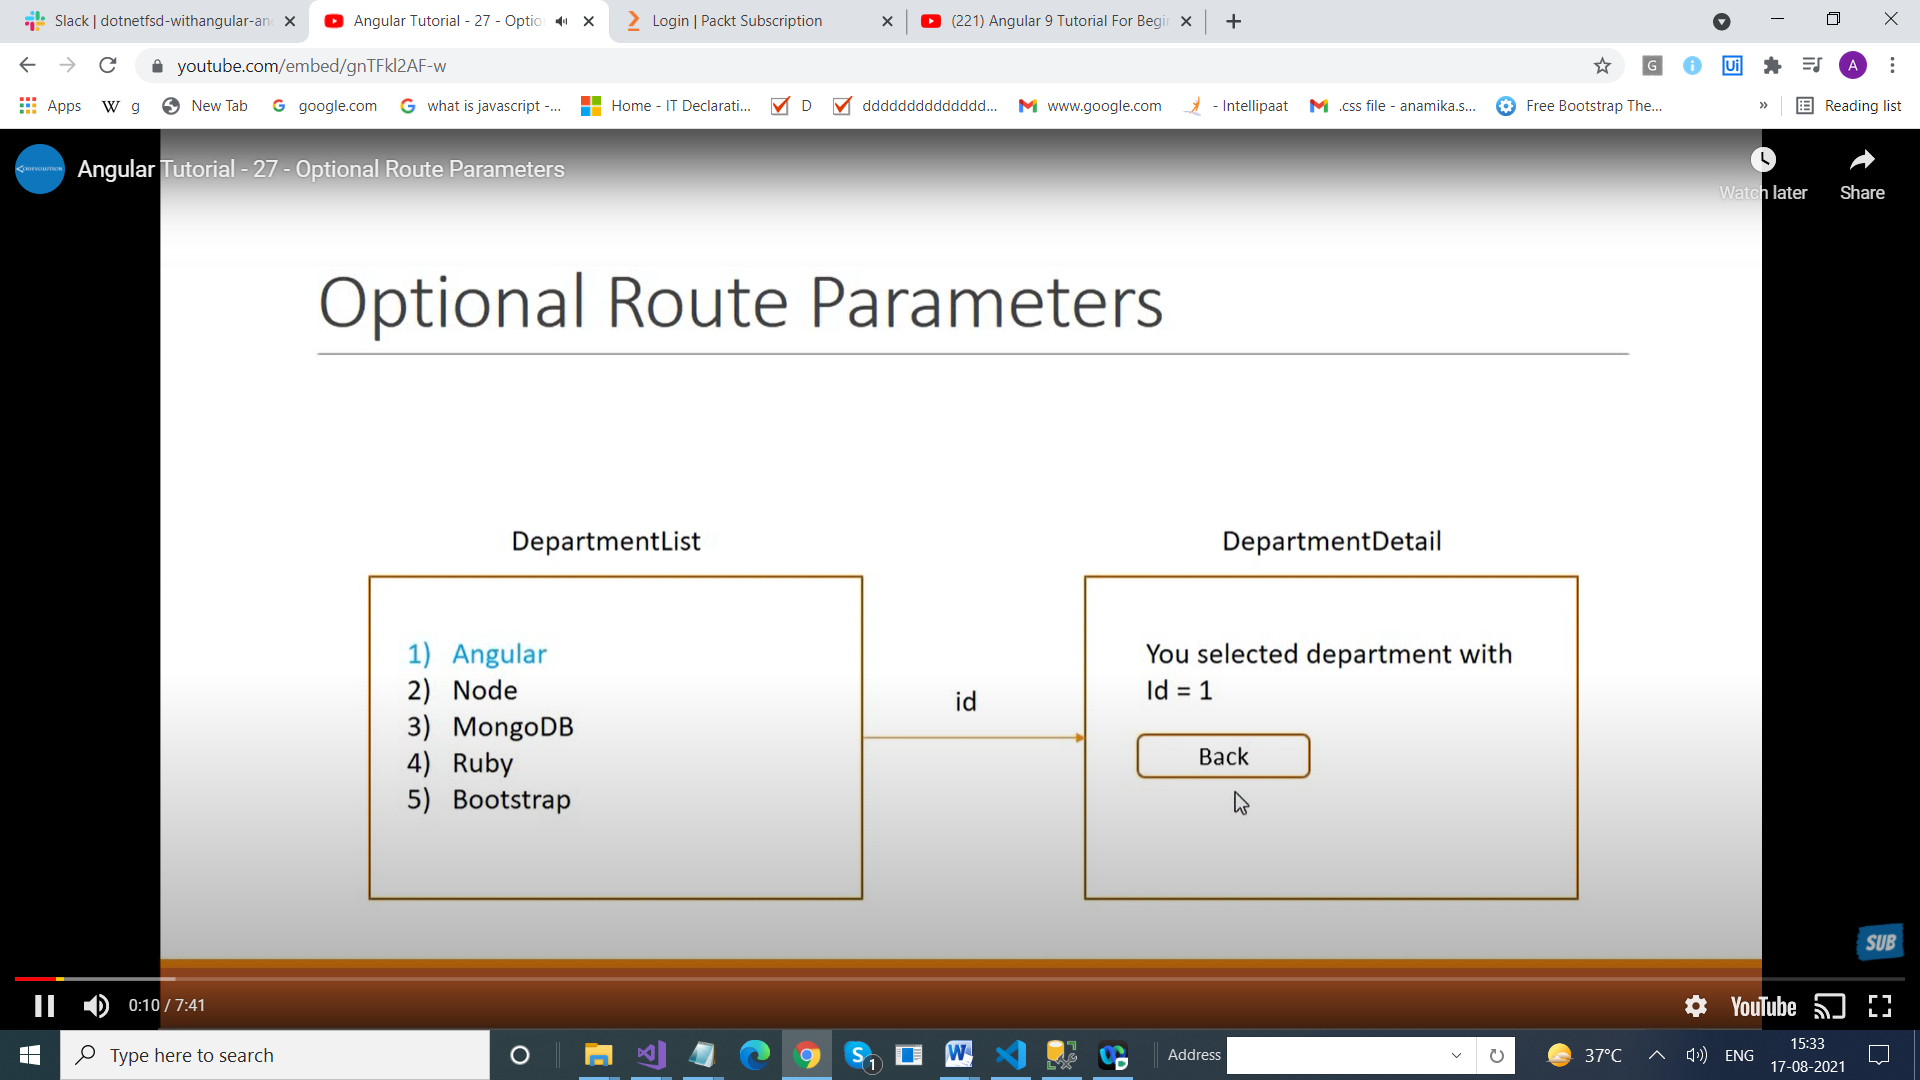 Slack | dotnetfsd-withangular-an
Angular Tutorial - 27 - Optio
Login | Packt Subscription
(221) Angular 9 Tutorial For Begin
youtube.com/embed/gnTFkI2AF-w
G
Ui
A
Apps
W g
New Tab
G google.com
G what is javascript -...
Home - IT Declarati...
D
dddddddddddddd...
www.google.com
- Intellipaat
.css file - anamika.s...
Free Bootstrap The...
»
Reading list
Angular Tutorial - 27 - Optional Route Parameters
Watch later
Share
Optional Route Parameters
DepartmentList
DepartmentDetail
1) Angular
2) Node
3) MongoDB
4) Ruby
5) Bootstrap
id
You selected department with
Id = 1
Back
SUB
0:10 / 7:41
YouTube
Type here to search
1
Address
37°C
ENG
15:33
17-08-2021